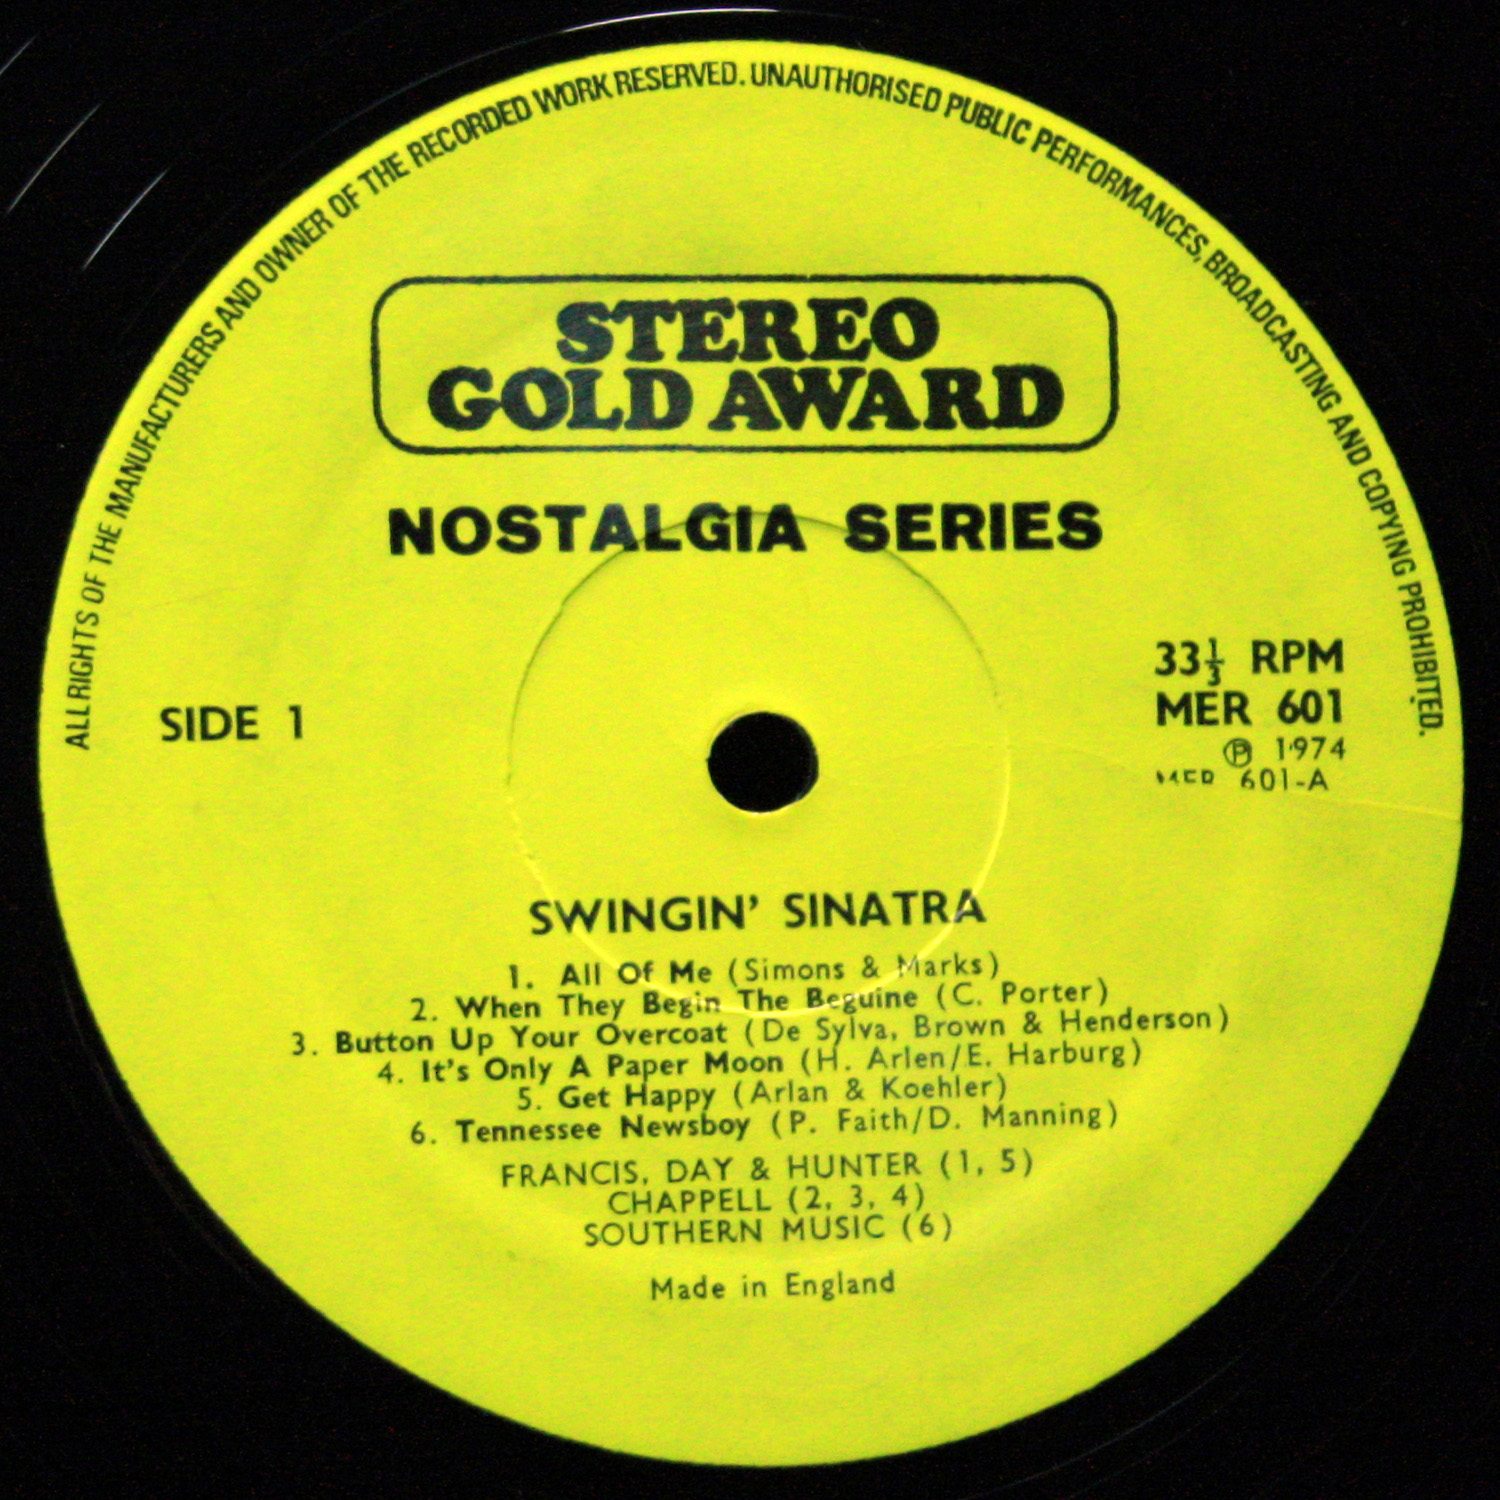 ALL RIGHTS OF THE MANUFACTURERS AND OWNER OF THE RECORDED WORK RESERVED. UNAUTHORISED PUBLIC PERFORMANCES, BROADCASTING AND COPYING PROHIBITED.
STEREO
GOLD AWARD
NOSTALGIA SERIES
SIDE 1
33⅓ RPM
MER 601
℗ 1974
MER 601-A
SWINGIN' SINATRA
1. All Of Me (Simons & Marks)
2. When They Begin The Beguine (C. Porter)
3. Button Up Your Overcoat (De Sylva, Brown & Henderson)
4. It's Only A Paper Moon (H. Arlen/E. Harburg)
5. Get Happy (Arlan & Koehler)
6. Tennessee Newsboy (P. Faith/D. Manning)
FRANCIS, DAY & HUNTER (1, 5)
CHAPPELL (2, 3, 4)
SOUTHERN MUSIC (6)
Made in England